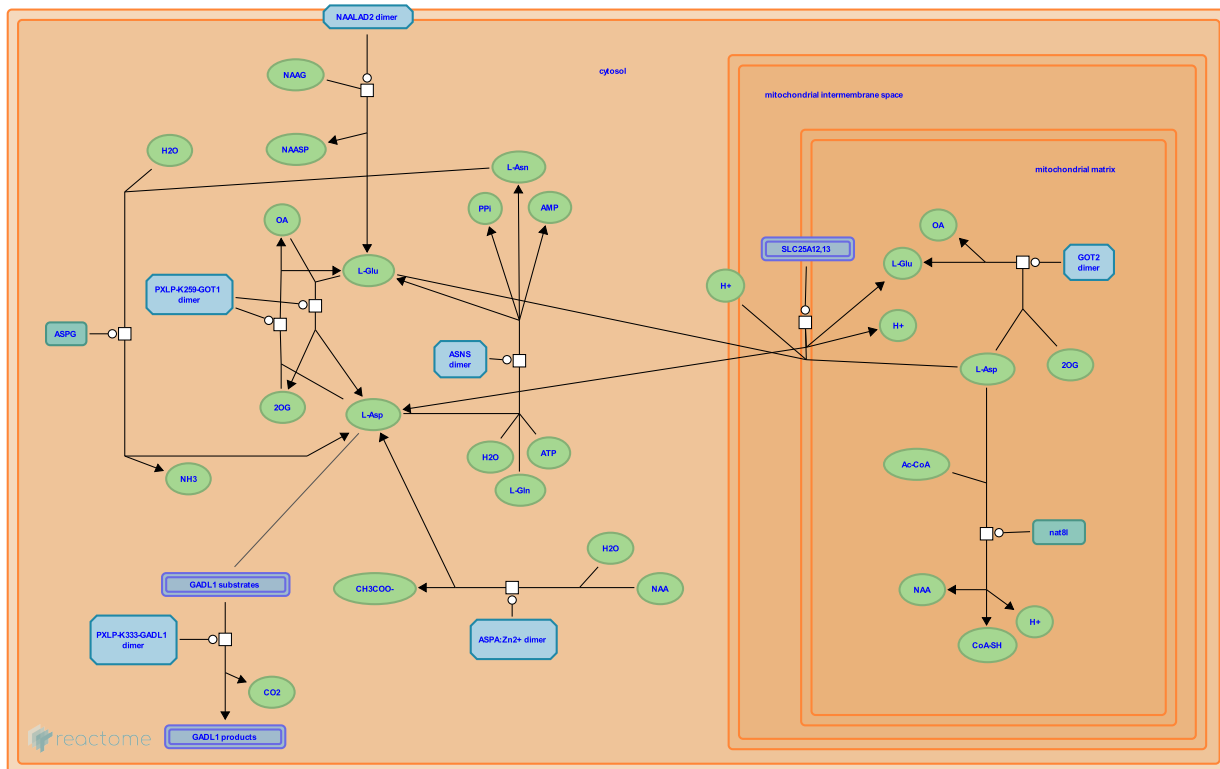 NAALAD2 dimer
cytosol
NAAG
mitochondrial intermembrane space
H2O
NAASP
L-Asn
mitochondrial matrix
PPi
AMP
OA
OA
SLC25A12,13
L-Glu
L-Glu
GOT2
dimer
H+
PXLP-K259-GOT1
dimer
H+
ASPG
ASNS
dimer
L-Asp
2OG
2OG
L-Asp
H2O
ATP
Ac-CoA
NH3
L-Gln
nat8l
H2O
GADL1 substrates
CH3COO-
NAA
NAA
H+
PXLP-K333-GADL1
dimer
ASPA:Zn2+ dimer
CoA-SH
CO2
GADL1 products
reactome